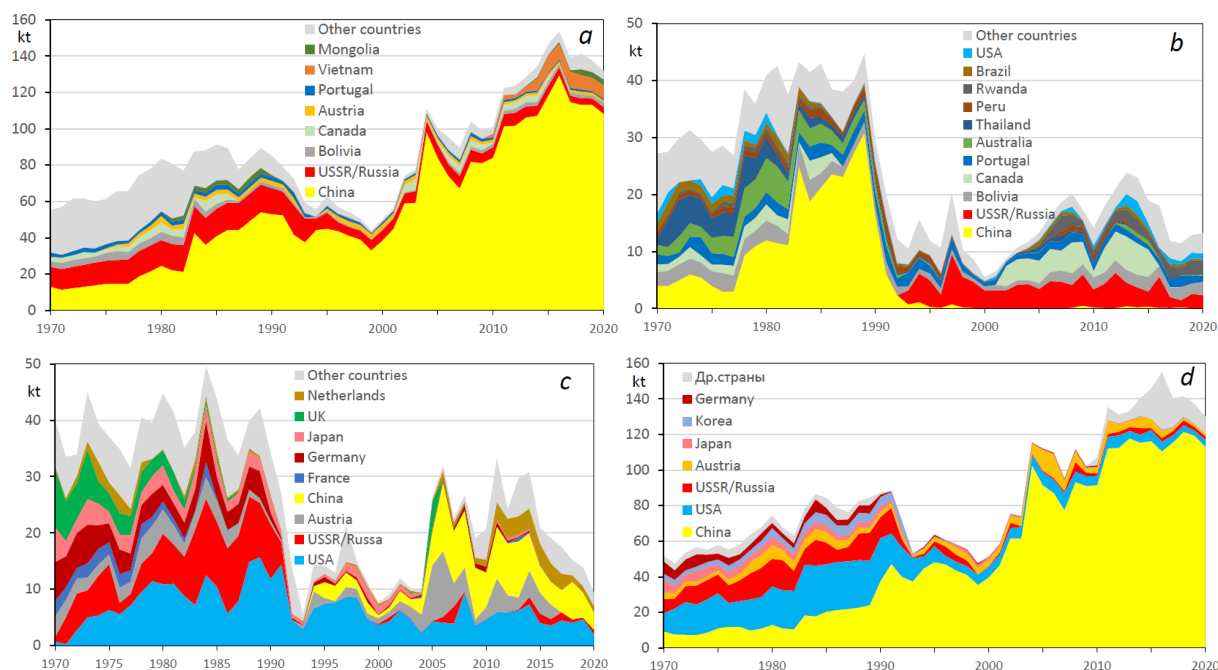 160
kt
140
120
100
80
60
40
20
0
1970
1980
1990
2000
2010
2020
a
Other countries
Mongolia
Vietnam
Portugal
Austria
Canada
Bolivia
USSR/Russia
China
50
kt
40
30
20
10
0
1970
1980
1990
2000
2010
2020
b
Other countries
USA
Brazil
Rwanda
Peru
Thailand
Australia
Portugal
Canada
Bolivia
USSR/Russia
China
50
kt
40
30
20
10
0
1970
1975
1980
1985
1990
1995
2000
2005
2010
2015
2020
c
Other countries
Netherlands
UK
Japan
Germany
France
China
Austria
USSR/Russa
USA
160
kt
140
120
100
80
60
40
20
0
1970
1980
1990
2000
2010
2020
d
Др.страны
Germany
Korea
Japan
Austria
USSR/Russia
USA
China